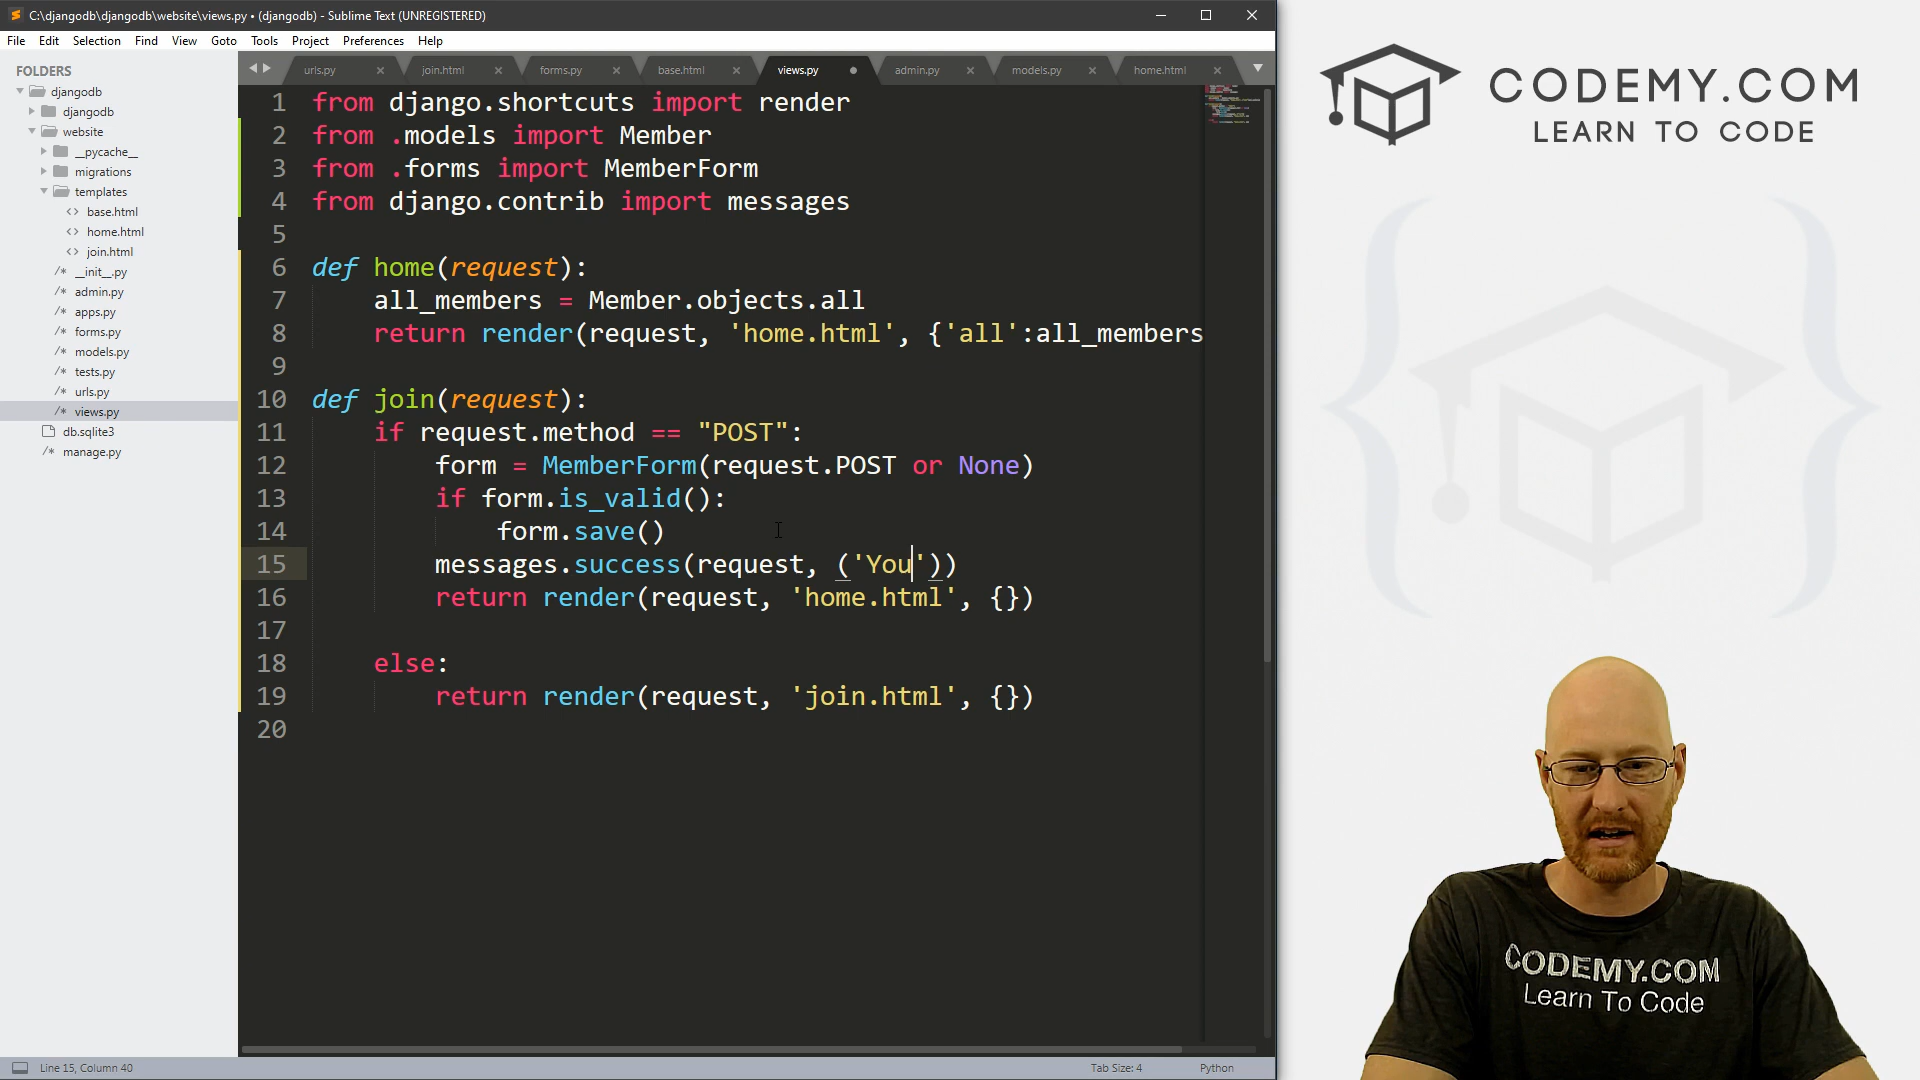 C:\djangodb\djangodb\website\views.py • (djangodb) - Sublime Text (UNREGISTERED)
File Edit Selection Find View Goto Tools Project Preferences Help
FOLDERS
djangodb
djangodb
website
__pycache__
migrations
templates
<> base.html
<> home.html
<> join.html
/* __init__.py
/* admin.py
/* apps.py
/* forms.py
/* models.py
/* tests.py
/* urls.py
/* views.py
db.sqlite3
/* manage.py
urls.py join.html forms.py base.html views.py admin.py models.py home.html
1 from django.shortcuts import render
2 from .models import Member
3 from .forms import MemberForm
4 from django.contrib import messages
5
6 def home(request):
7 all_members = Member.objects.all
8 return render(request, 'home.html', {'all':all_members
9
10 def join(request):
11 if request.method == "POST":
12 form = MemberForm(request.POST or None)
13 if form.is_valid():
14 form.save()
15 messages.success(request, ('You'))
16 return render(request, 'home.html', {})
17
18 else:
19 return render(request, 'join.html', {})
20
Line 15, Column 40
Tab Size: 4
Python
CODEMY.COM
LEARN TO CODE
CODEMY.COM
Learn To Code